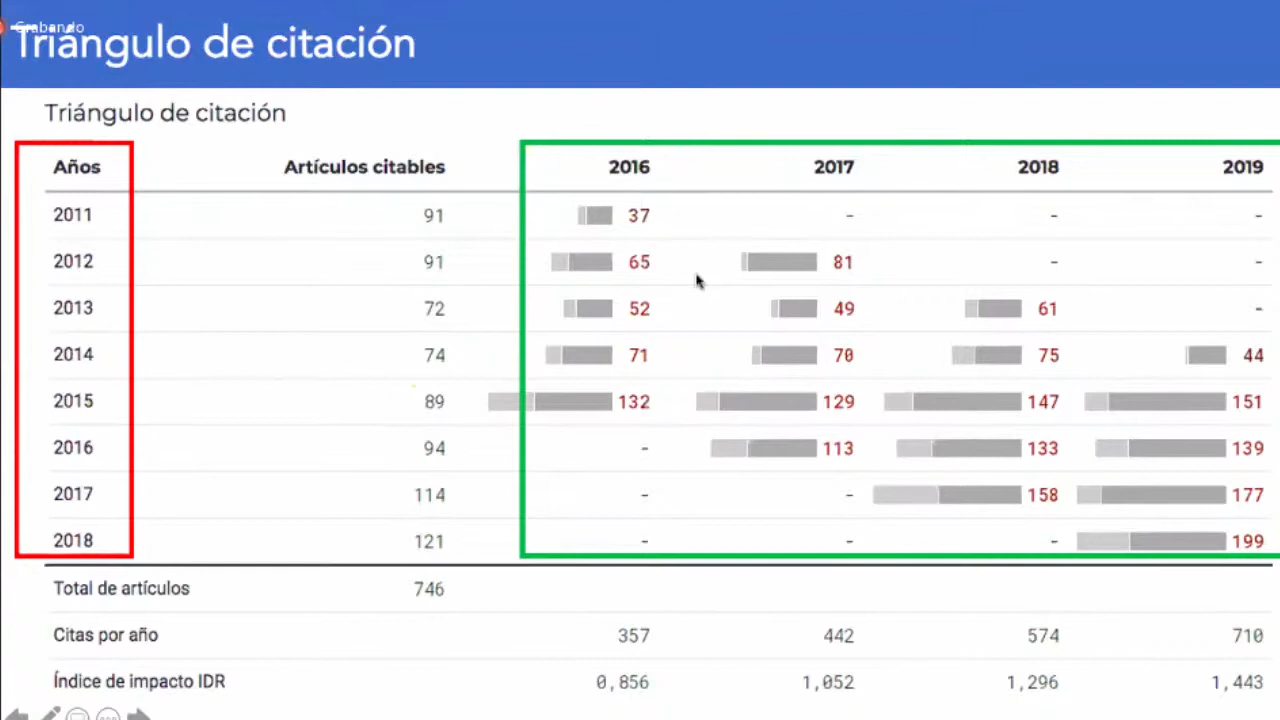 Grabando
Triángulo de citación
Triángulo de citación
Años Artículos citables 2016 2017 2018 2019
2011 91 37 - - -
2012 91 65 81 - -
2013 72 52 49 61 -
2014 74 71 70 75 44
2015 89 132 129 147 151
2016 94 - 113 133 139
2017 114 - - 158 177
2018 121 - - - 199
Total de artículos 746
Citas por año 357 442 574 710
Índice de impacto IDR 0,856 1,052 1,296 1,443